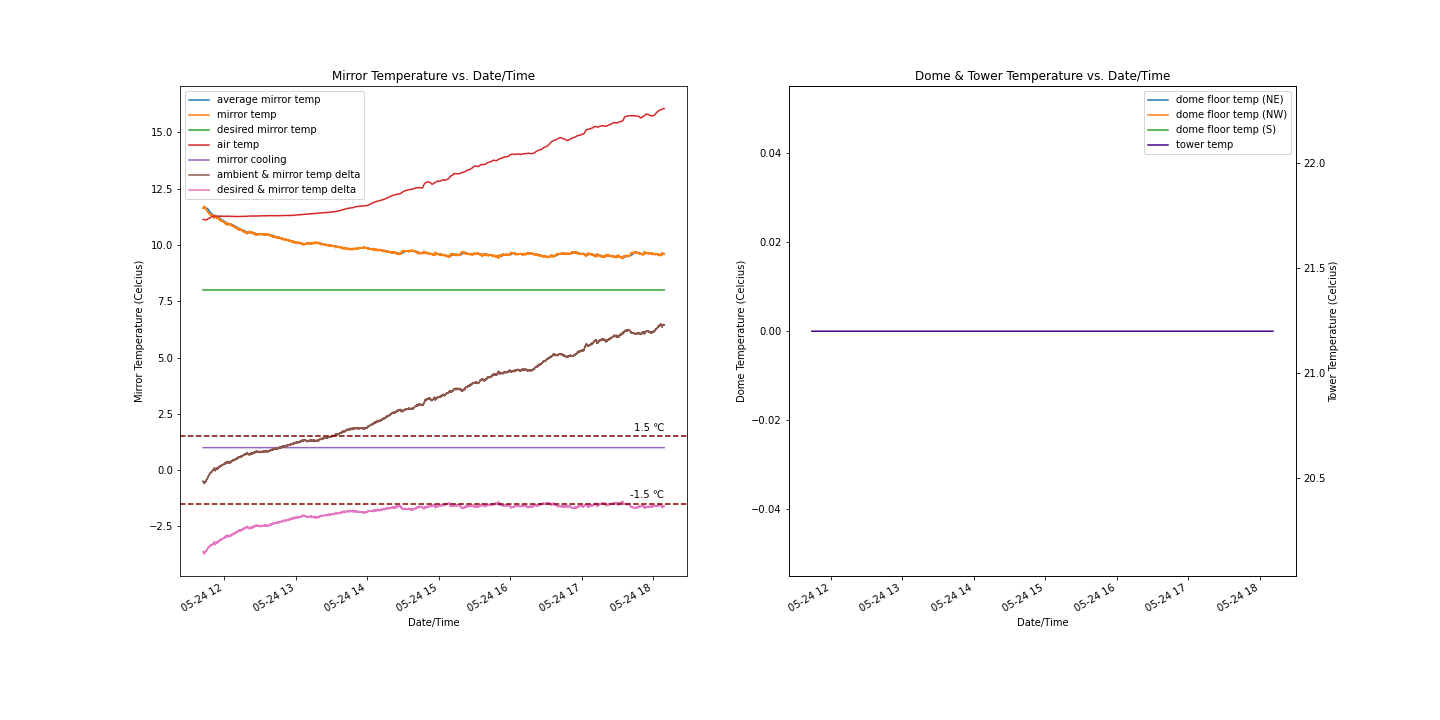 Mirror Temperature vs. Date/Time
average mirror temp
mirror temp
desired mirror temp
air temp
mirror cooling
ambient & mirror temp delta
desired & mirror temp delta
15.0
12.5
10.0
7.5
5.0
2.5
0.0
−2.5
Mirror Temperature (Celcius)
1.5 °C
-1.5 °C
05-24 12
05-24 13
05-24 14
05-24 15
05-24 16
05-24 17
05-24 18
Date/Time
Dome & Tower Temperature vs. Date/Time
dome floor temp (NE)
dome floor temp (NW)
dome floor temp (S)
tower temp
0.04
0.02
0.00
−0.02
−0.04
Dome Temperature (Celcius)
22.0
21.5
21.0
20.5
Tower Temperature (Celcius)
05-24 12
05-24 13
05-24 14
05-24 15
05-24 16
05-24 17
05-24 18
Date/Time